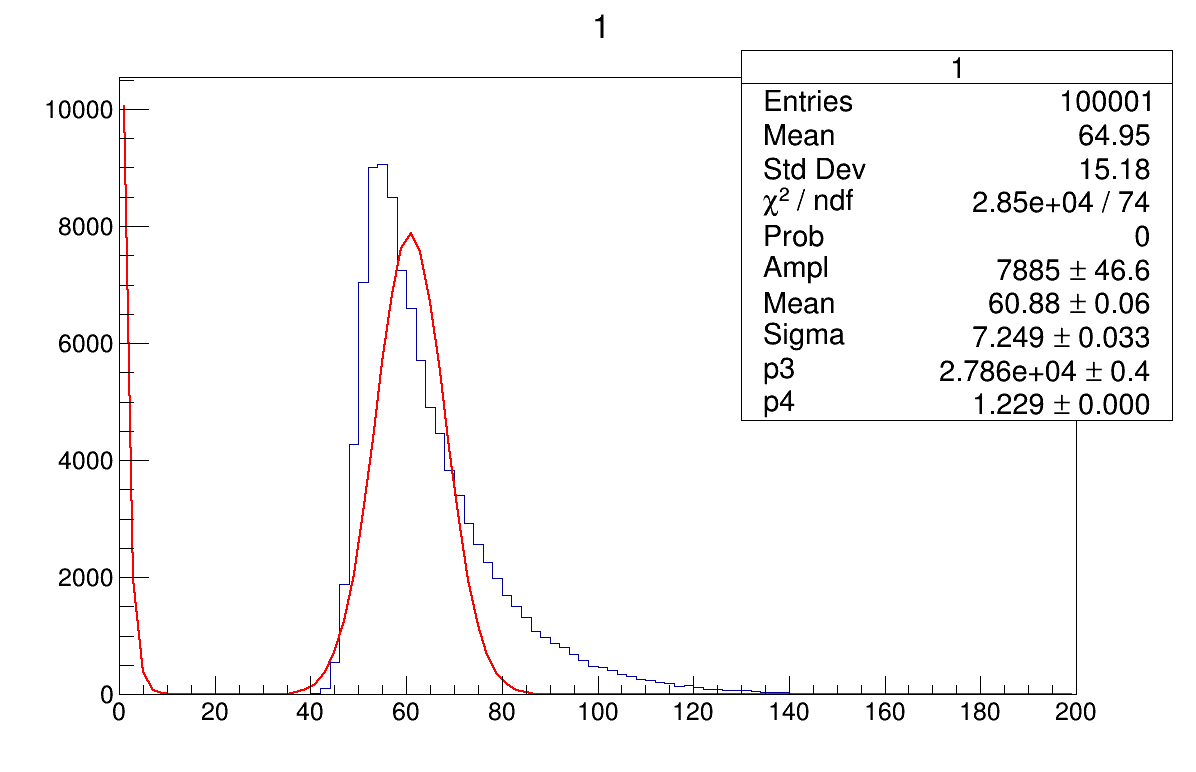 1
1
Entries 100001
Mean 64.95
Std Dev 15.18
χ² / ndf 2.85e+04 / 74
Prob 0
Ampl 7885 ± 46.6
Mean 60.88 ± 0.06
Sigma 7.249 ± 0.033
p3 2.786e+04 ± 0.4
p4 1.229 ± 0.000
10000
8000
6000
4000
2000
0
0 20 40 60 80 100 120 140 160 180 200